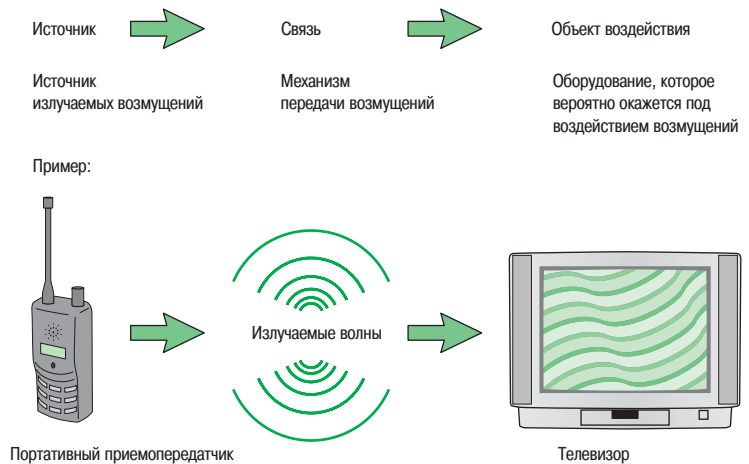 Источник
Связь
Объект воздействия
Источник
излучаемых возмущений
Механизм
передачи возмущений
Оборудование, которое
вероятно окажется под
воздействием возмущений
Пример:
Излучаемые волны
Портативный приемопередатчик
Телевизор